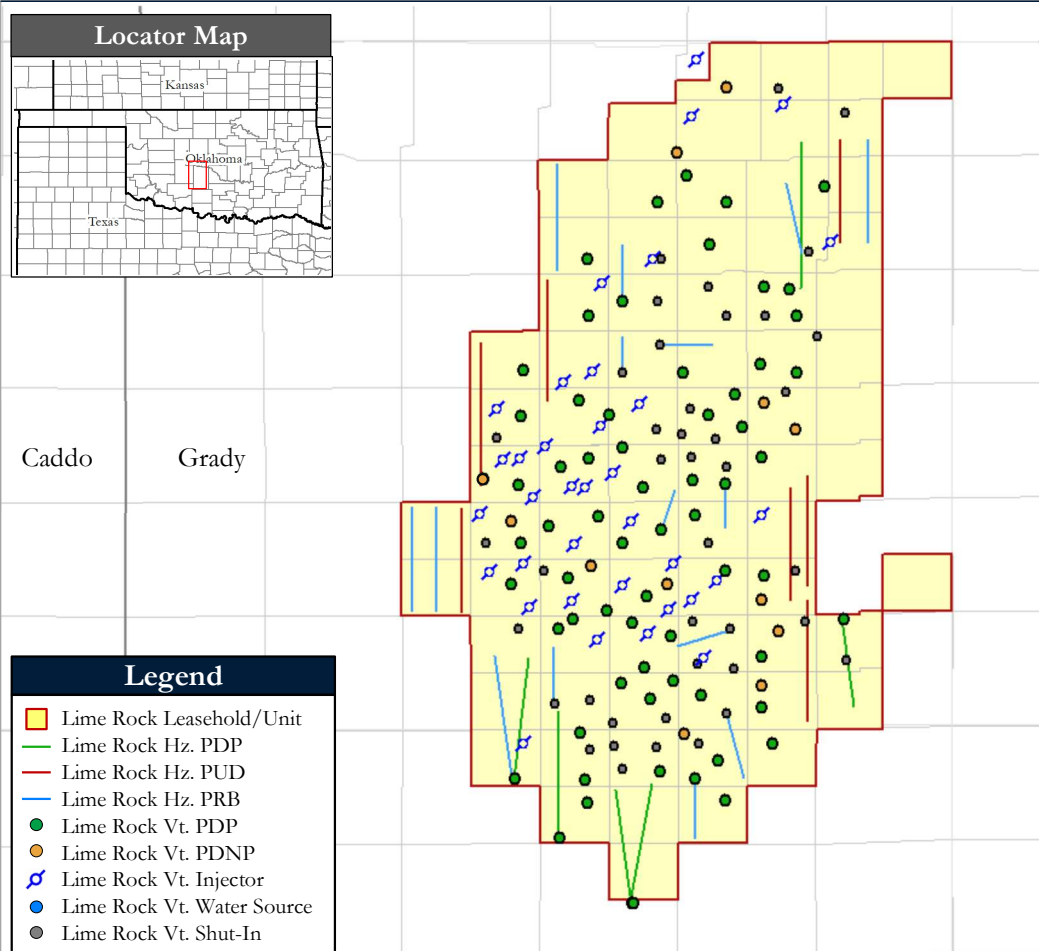 Locator Map
Kansas
Oklahoma
Texas
Caddo
Grady
Legend
Lime Rock Leasehold/Unit
Lime Rock Hz. PDP
Lime Rock Hz. PUD
Lime Rock Hz. PRB
Lime Rock Vt. PDP
Lime Rock Vt. PDNP
Lime Rock Vt. Injector
Lime Rock Vt. Water Source
Lime Rock Vt. Shut-In